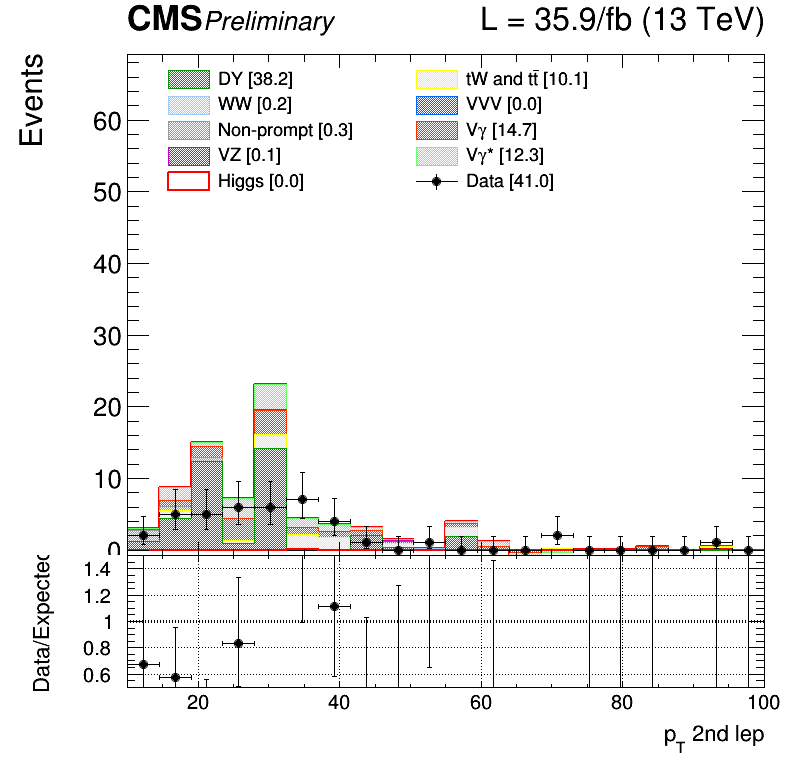 CMS Preliminary L = 35.9/fb (13 TeV)
Events
DY [38.2] tW and tt̄ [10.1]
WW [0.2] VVV [0.0]
Non-prompt [0.3] Vγ [14.7]
VZ [0.1] Vγ* [12.3]
Higgs [0.0] Data [41.0]
60
50
40
30
20
10
0
Data/Expected
1.4
1.2
1
0.8
0.6
20 40 60 80 100
p_T 2nd lep